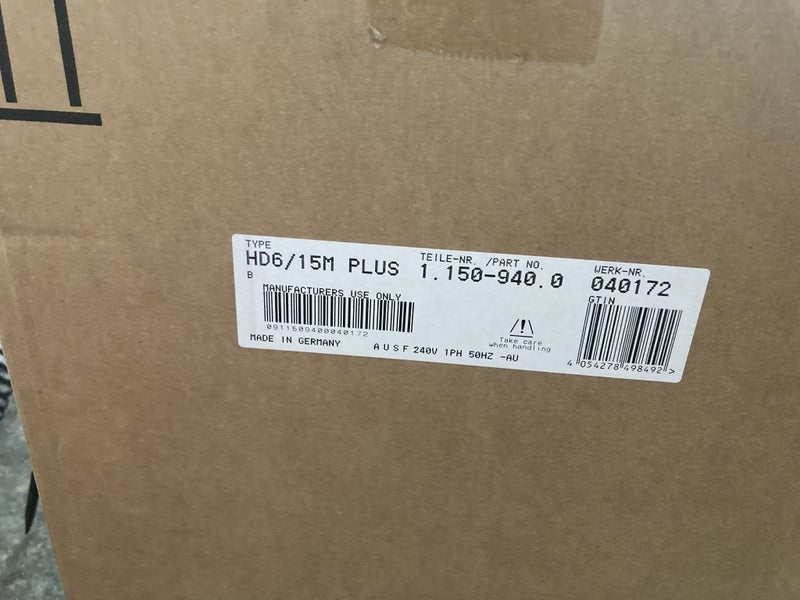 TYPE
HD6/15M PLUS
B
TEILE-NR. /PART NO.
1.150-940.0
WERK-NR.
040172
MANUFACTURERS USE ONLY
0911509400040172
MADE IN GERMANY
A U S F 240V 1PH 50HZ -AU
Take care
when handling
GTIN
4 054278 498492 >